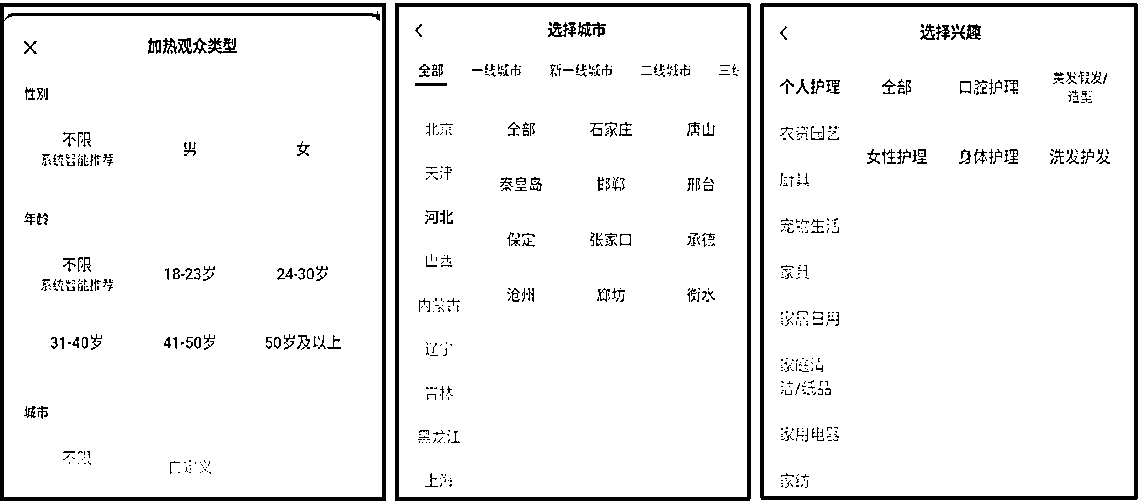 加热观众类型
性别
不限
系统智能推荐
男
女
年龄
不限
系统智能推荐
18-23岁
24-30岁
31-40岁
41-50岁
50岁及以上
城市
不限
自定义
选择城市
全部
一线城市
新一线城市
二线城市
三线
北京
天津
河北
山西
内蒙古
辽宁
吉林
黑龙江
上海
全部
石家庄
唐山
秦皇岛
邯郸
邢台
保定
张家口
承德
沧州
廊坊
衡水
选择兴趣
个人护理
农资园艺
厨具
宠物生活
家具
家居日用
家庭清
洁/纸品
家用电器
家纺
全部
口腔护理
美发假发/
造型
女性护理
身体护理
洗发护发